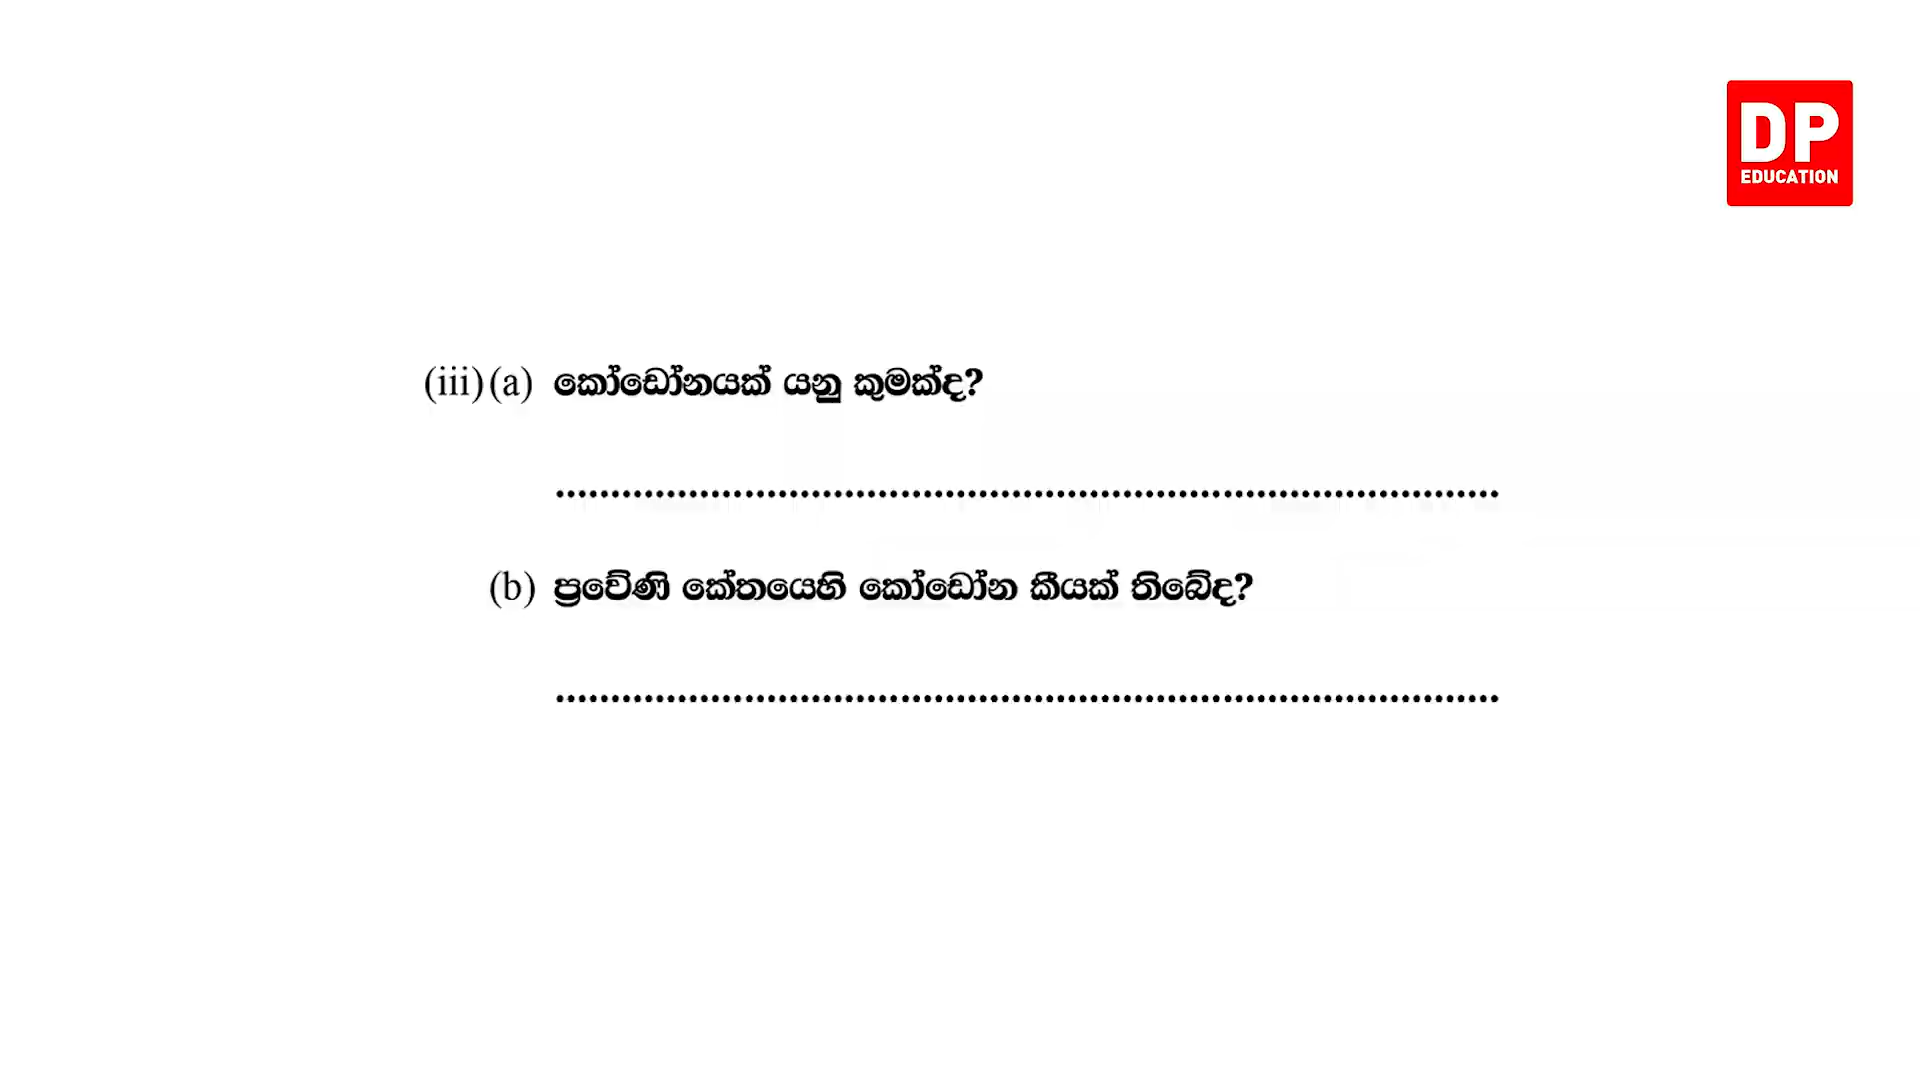 DP
EDUCATION
(iii) (a) කෝඩෝනයක් යනු කුමක්ද?
................................................................................
(b) ප්‍රවේණි කේතයෙහි කෝඩෝන කීයක් තිබේද?
................................................................................